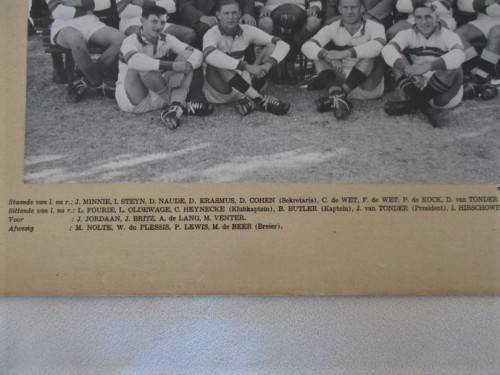 Staande van l. na r.: J. MINNIE, I. STEYN, D. NAUDE, D. ERASMUS, D. COHEN (Sekretaris), C. de WET, F. de WET, P. de KOCK, D. van TONDER
Sittende van l. na r.: L. FOURIE, L. OLDEWAGE, C. HEYNECKE (Klubkaptein), B. BUTLER (Kaptein), J. van TONDER (President), I. HIRSCHOWI
Voor : J. JORDAAN, J. BRITZ, A. de LANG, M. VENTER.
Afwesig : M. NOLTE, W. du PLESSIS, P. LEWIS, M. de BEER (Breier).